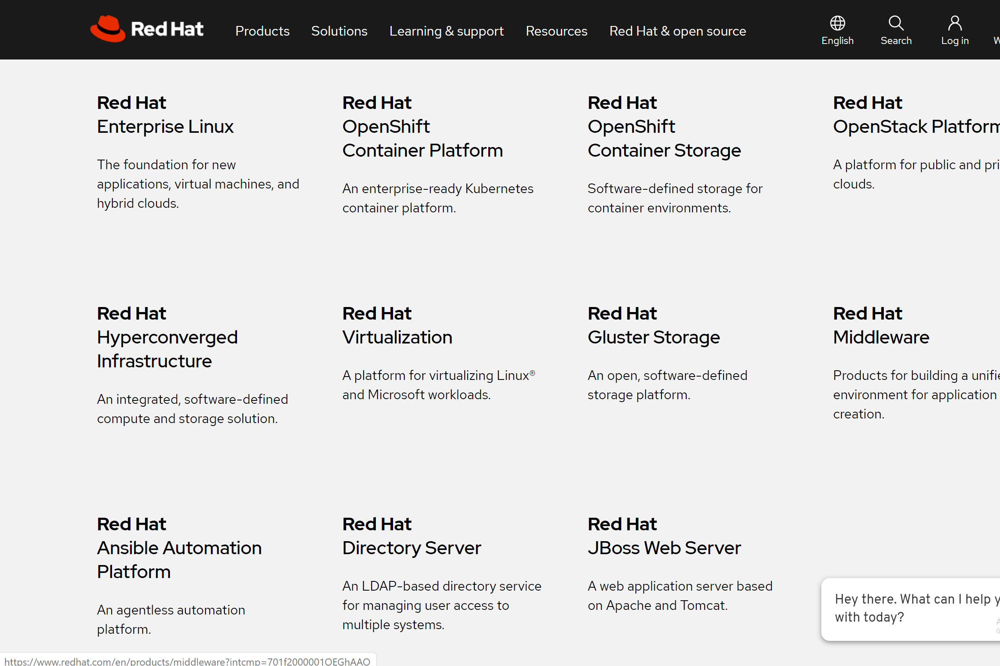 Red Hat
Products
Solutions
Learning & support
Resources
Red Hat & open source
English
Search
Log in
Red Hat
Enterprise Linux
The foundation for new
applications, virtual machines, and
hybrid clouds.
Red Hat
OpenShift
Container Platform
An enterprise-ready Kubernetes
container platform.
Red Hat
OpenShift
Container Storage
Software-defined storage for
container environments.
Red Hat
OpenStack Platform
A platform for public and pri
clouds.
Red Hat
Hyperconverged
Infrastructure
An integrated, software-defined
compute and storage solution.
Red Hat
Virtualization
A platform for virtualizing Linux®
and Microsoft workloads.
Red Hat
Gluster Storage
An open, software-defined
storage platform.
Red Hat
Middleware
Products for building a unifie
environment for application
creation.
Red Hat
Ansible Automation
Platform
An agentless automation
platform.
Red Hat
Directory Server
An LDAP-based directory service
for managing user access to
multiple systems.
Red Hat
JBoss Web Server
A web application server based
on Apache and Tomcat.
Hey there. What can I help y
with today?
https://www.redhat.com/en/products/middleware?intcmp=701f2000001OEGhAAO